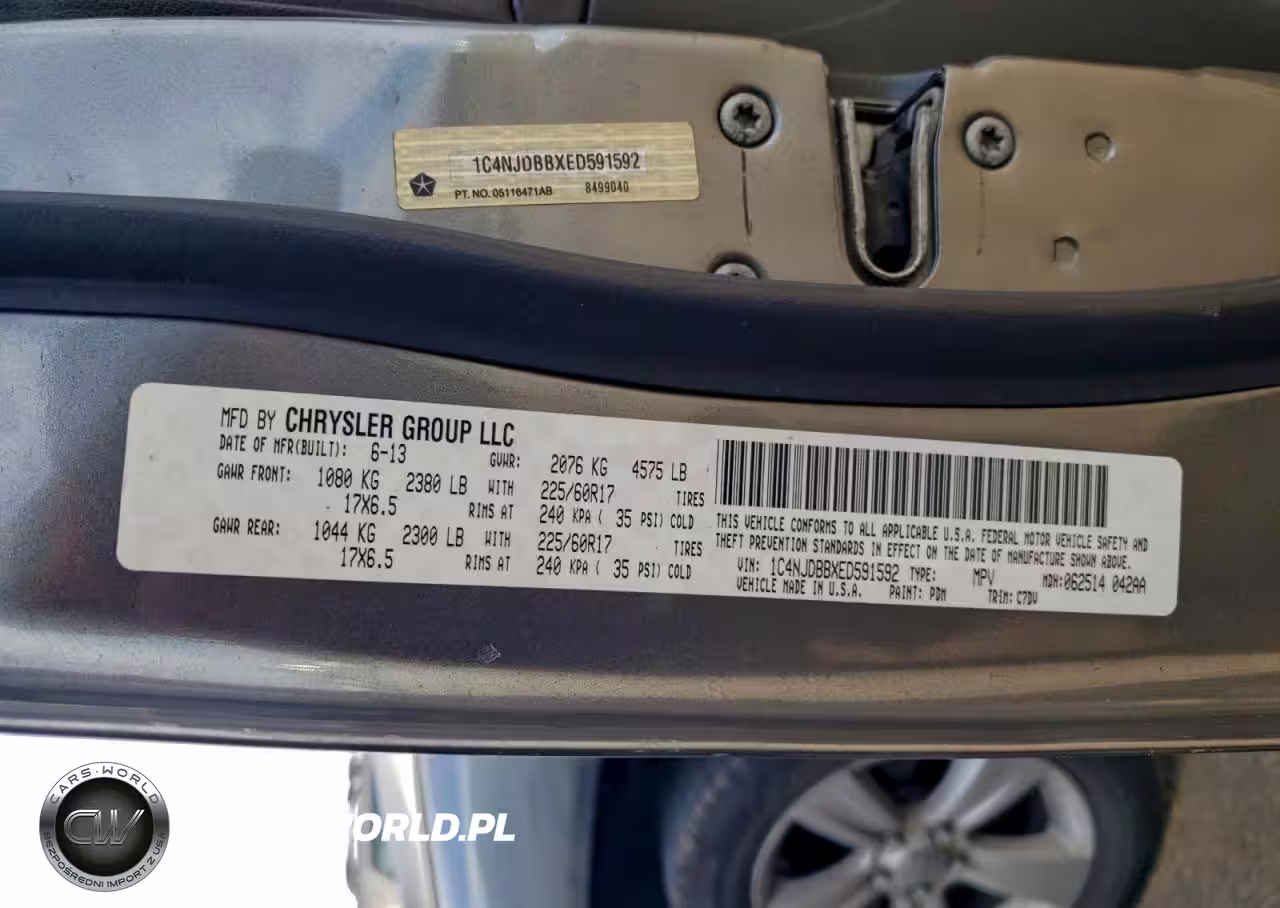 1C4NJDBBXED591592
PT. NO. 05116471AB 8499040
MFD BY CHRYSLER GROUP LLC
DATE OF MFR(BUILT): 6-13 GVWR: 2076 KG 4575 LB
GAWR FRONT: 1080 KG 2380 LB WITH 225/60R17 TIRES
17X6.5 RIMS AT 240 KPA ( 35 PSI) COLD
GAWR REAR: 1044 KG 2300 LB WITH 225/60R17 TIRES
17X6.5 RIMS AT 240 KPA ( 35 PSI) COLD
THIS VEHICLE CONFORMS TO ALL APPLICABLE U.S.A. FEDERAL MOTOR VEHICLE SAFETY AND
THEFT PREVENTION STANDARDS IN EFFECT ON THE DATE OF MANUFACTURE SHOWN ABOVE.
VIN: 1C4NJDBBXED591592 TYPE: MPV MDH: 062514 042AA
VEHICLE MADE IN U.S.A. PAINT: PDM TRIM: C7DV
CARS-WORLD
CW
BEZPOŚREDNI IMPORT Z USA
WORLD.PL